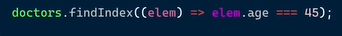 doctors.findIndex((elem) => elem.age === 45);